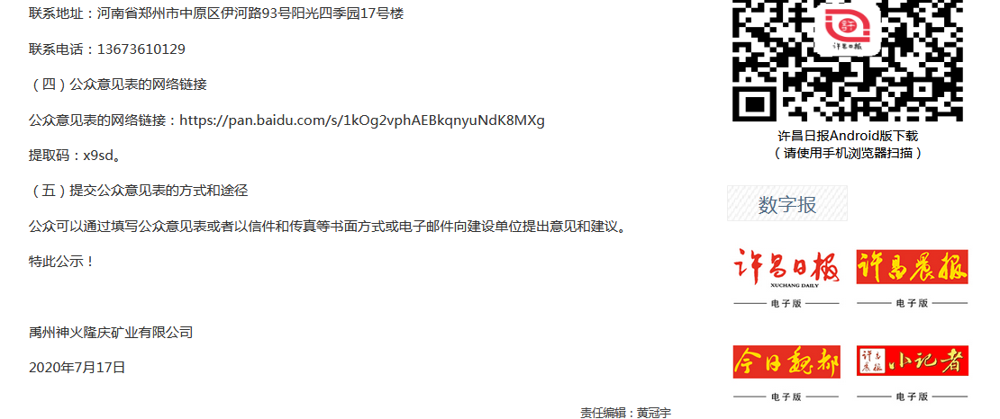 联系地址：河南省郑州市中原区伊河路93号阳光四季园17号楼
联系电话：13673610129
（四）公众意见表的网络链接
公众意见表的网络链接：https://pan.baidu.com/s/1kOg2vphAEBkqnyuNdK8MXg
提取码：x9sd。
（五）提交公众意见表的方式和途径
公众可以通过填写公众意见表或者以信件和传真等书面方式或电子邮件向建设单位提出意见和建议。
特此公示！
禹州神火隆庆矿业有限公司
2020年7月17日
责任编辑：黄冠宇
許
许昌日报
许昌日报Android版下载
（请使用手机浏览器扫描）
数字报
许昌日报
XUCHANG DAILY
电子版
许昌晨报
电子版
今日魏都
电子版
许昌晨报
小记者
电子版